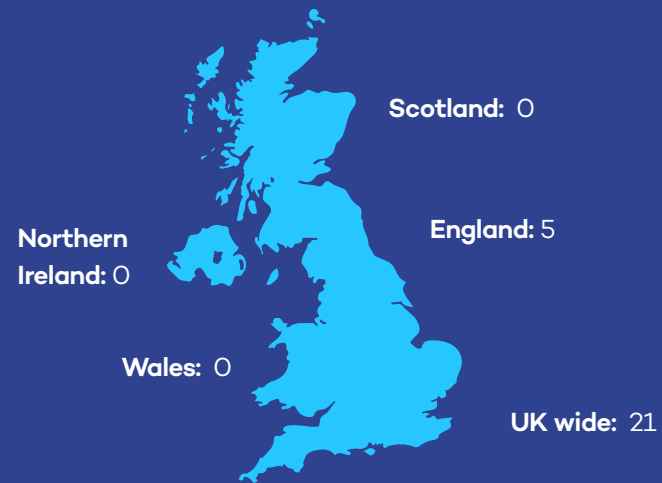 Scotland: 0
England: 5
Northern
Ireland: 0
Wales: 0
UK wide: 21